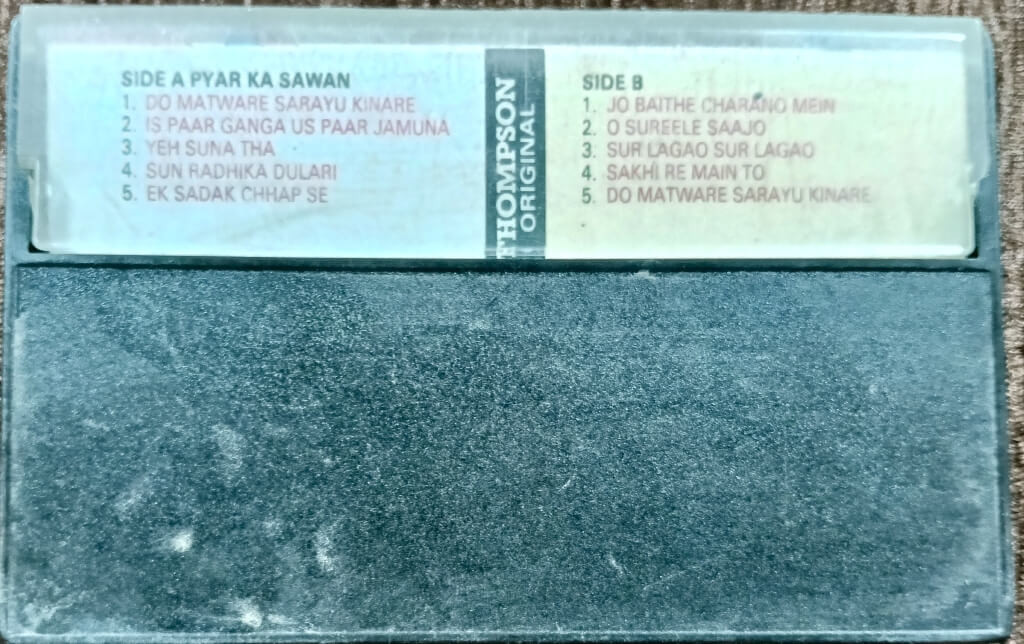 SIDE A PYAR KA SAWAN
1. DO MATWARE SARAYU KINARE
2. IS PAAR GANGA US PAAR JAMUNA
3. YEH SUNA THA
4. SUN RADHIKA DULARI
5. EK SADAK CHHAP SE
THOMPSON
ORIGINAL
SIDE B
1. JO BAITHE CHARANO MEIN
2. O SUREELE SAAJO
3. SUR LAGAO SUR LAGAO
4. SAKHI RE MAIN TO
5. DO MATWARE SARAYU KINARE